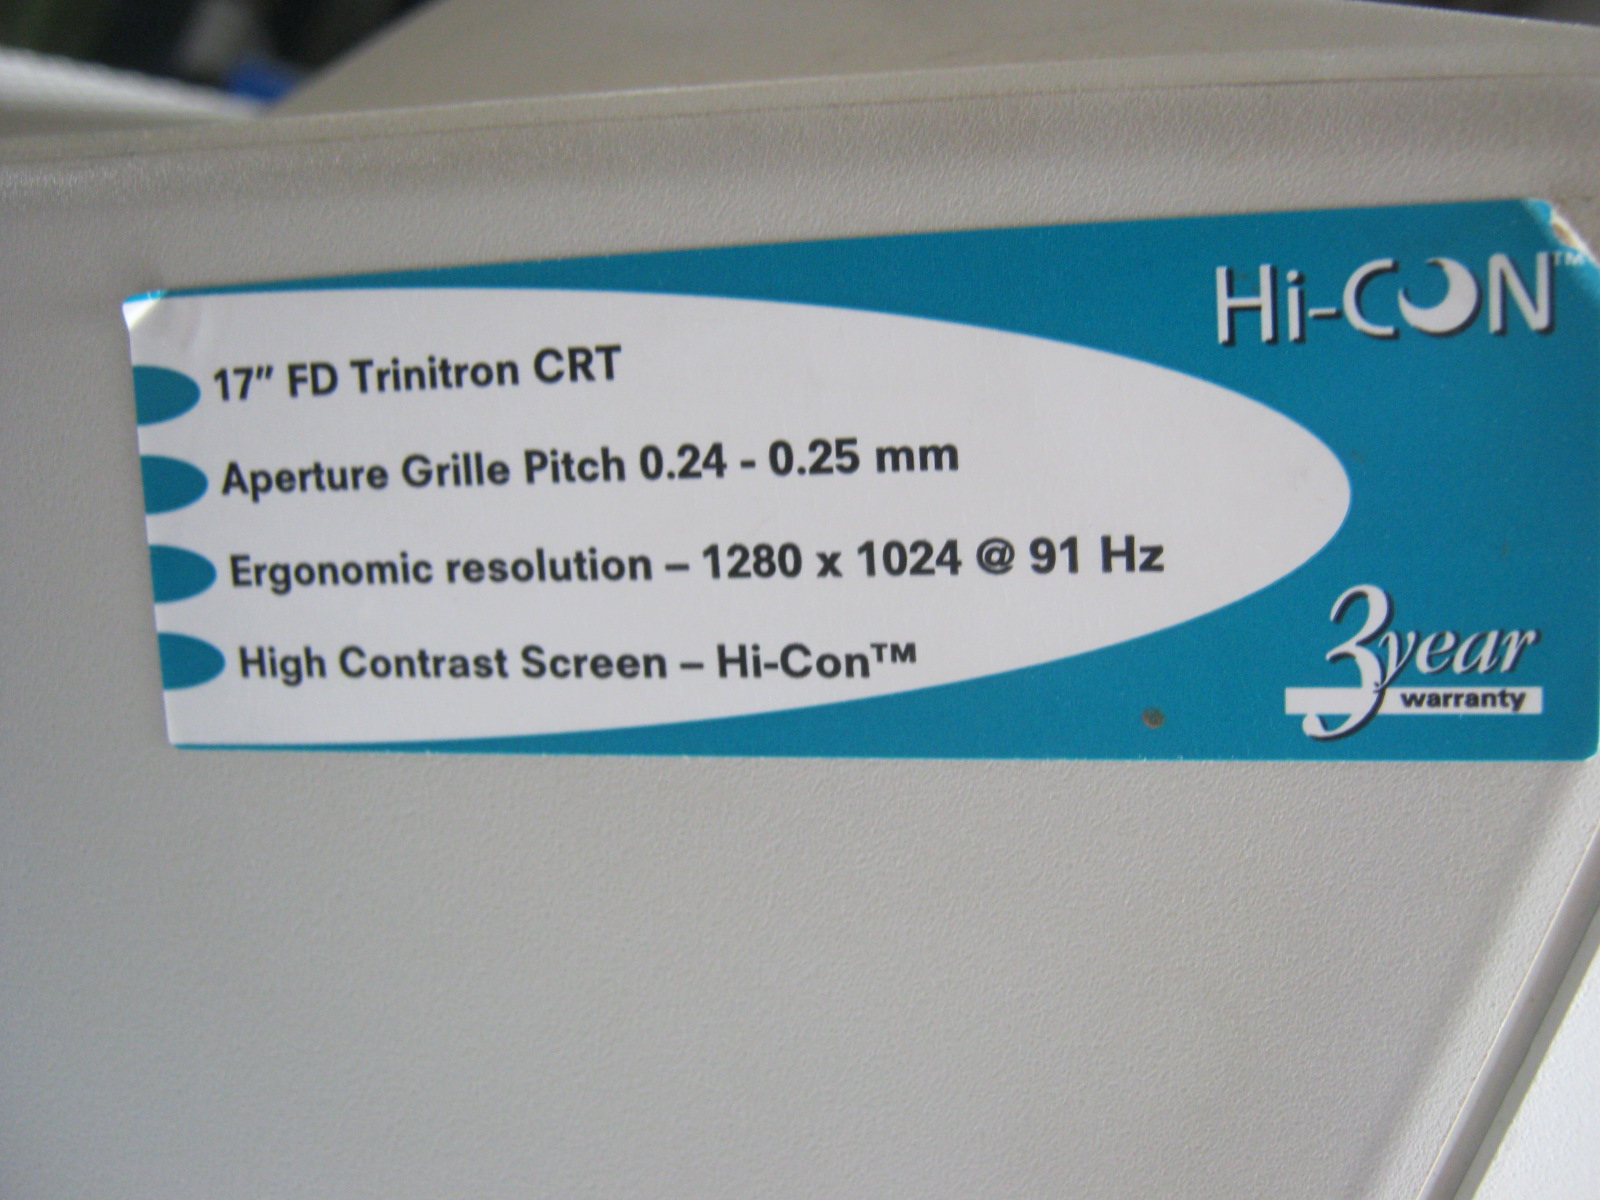 Hi-CON™
17″ FD Trinitron CRT
Aperture Grille Pitch 0.24 - 0.25 mm
Ergonomic resolution – 1280 x 1024 @ 91 Hz
High Contrast Screen – Hi-Con™
3year
warranty